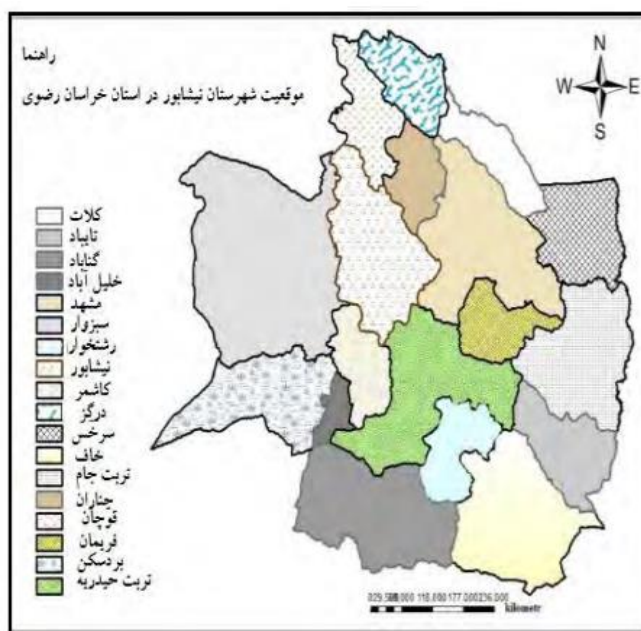 راهنما
موقعیت شهرستان نیشابور در استان خراسان رضوی
N
W E
S
کلات
تایباد
گناباد
خلیل آباد
مشهد
سبزوار
رشتخوار
نیشابور
کاشمر
درگز
سرخس
خاف
تربت جام
چناران
قوچان
فریمان
بردسکن
تربت حیدریه
kilometr